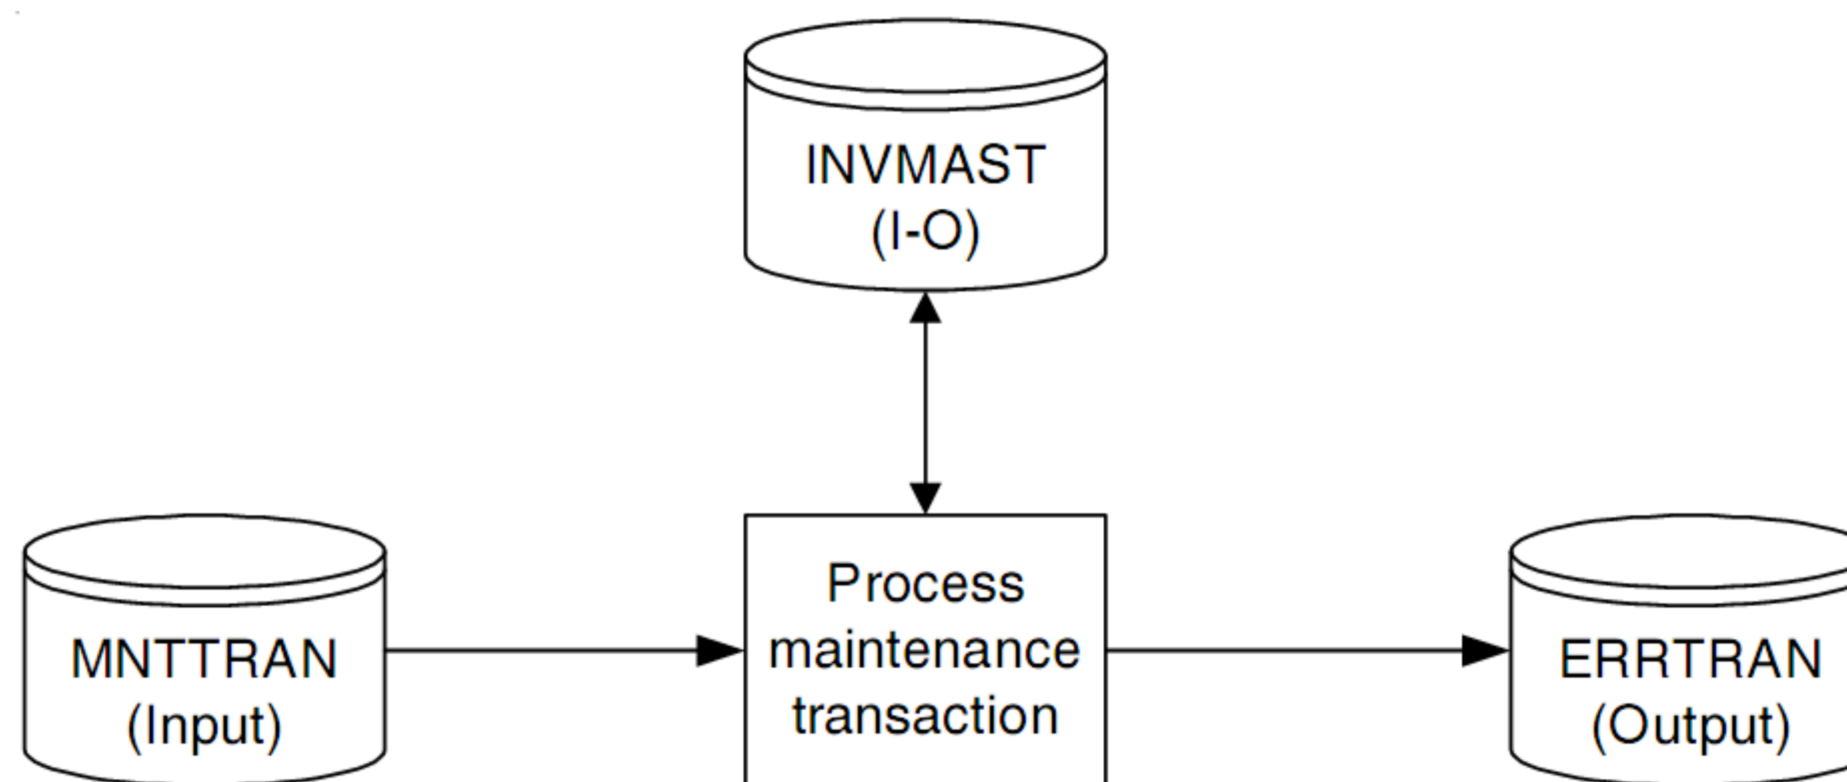 INVMAST
(I-O)
MNTTRAN
(Input)
Process
maintenance
transaction
ERRTRAN
(Output)